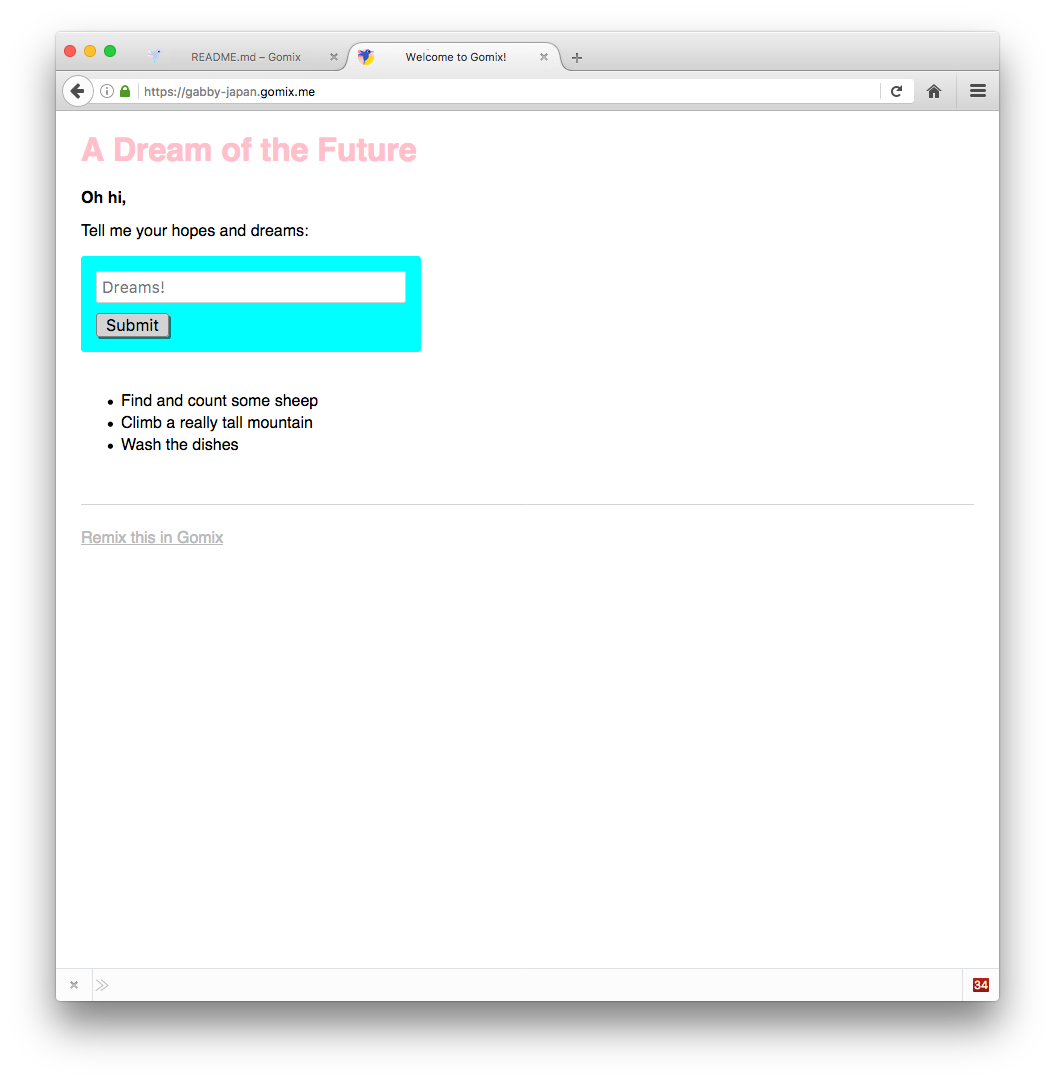 README.md – Gomix
Welcome to Gomix!
https://gabby-japan.gomix.me
A Dream of the Future
Oh hi,
Tell me your hopes and dreams:
Dreams!
Submit
Find and count some sheep
Climb a really tall mountain
Wash the dishes
Remix this in Gomix
34